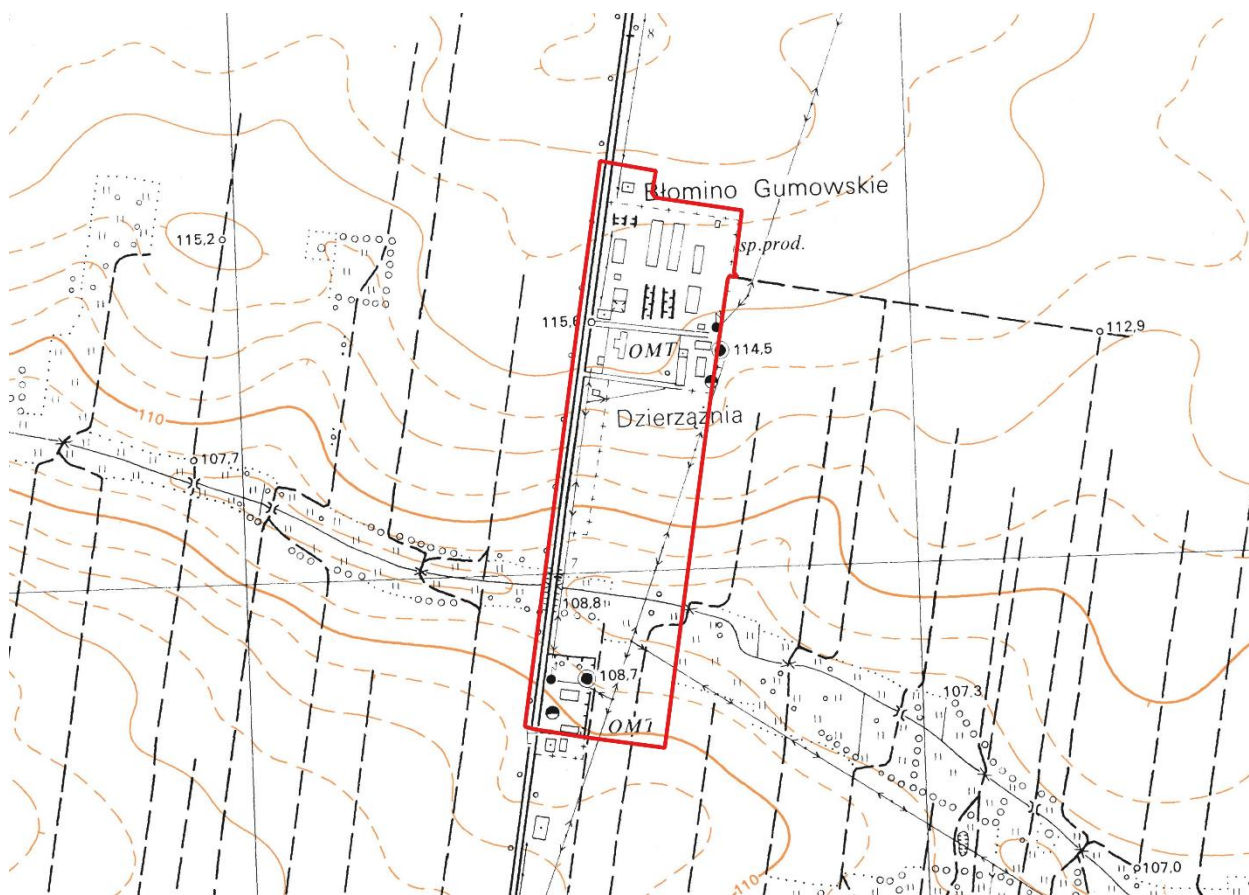 8
Błomino Gumowskie
115,2
sp.prod.
115,6
OMT
114,5
112,9
110
Dzierzążnia
107,7
7
108,8
108,7
107,3
OMT
110
107,0